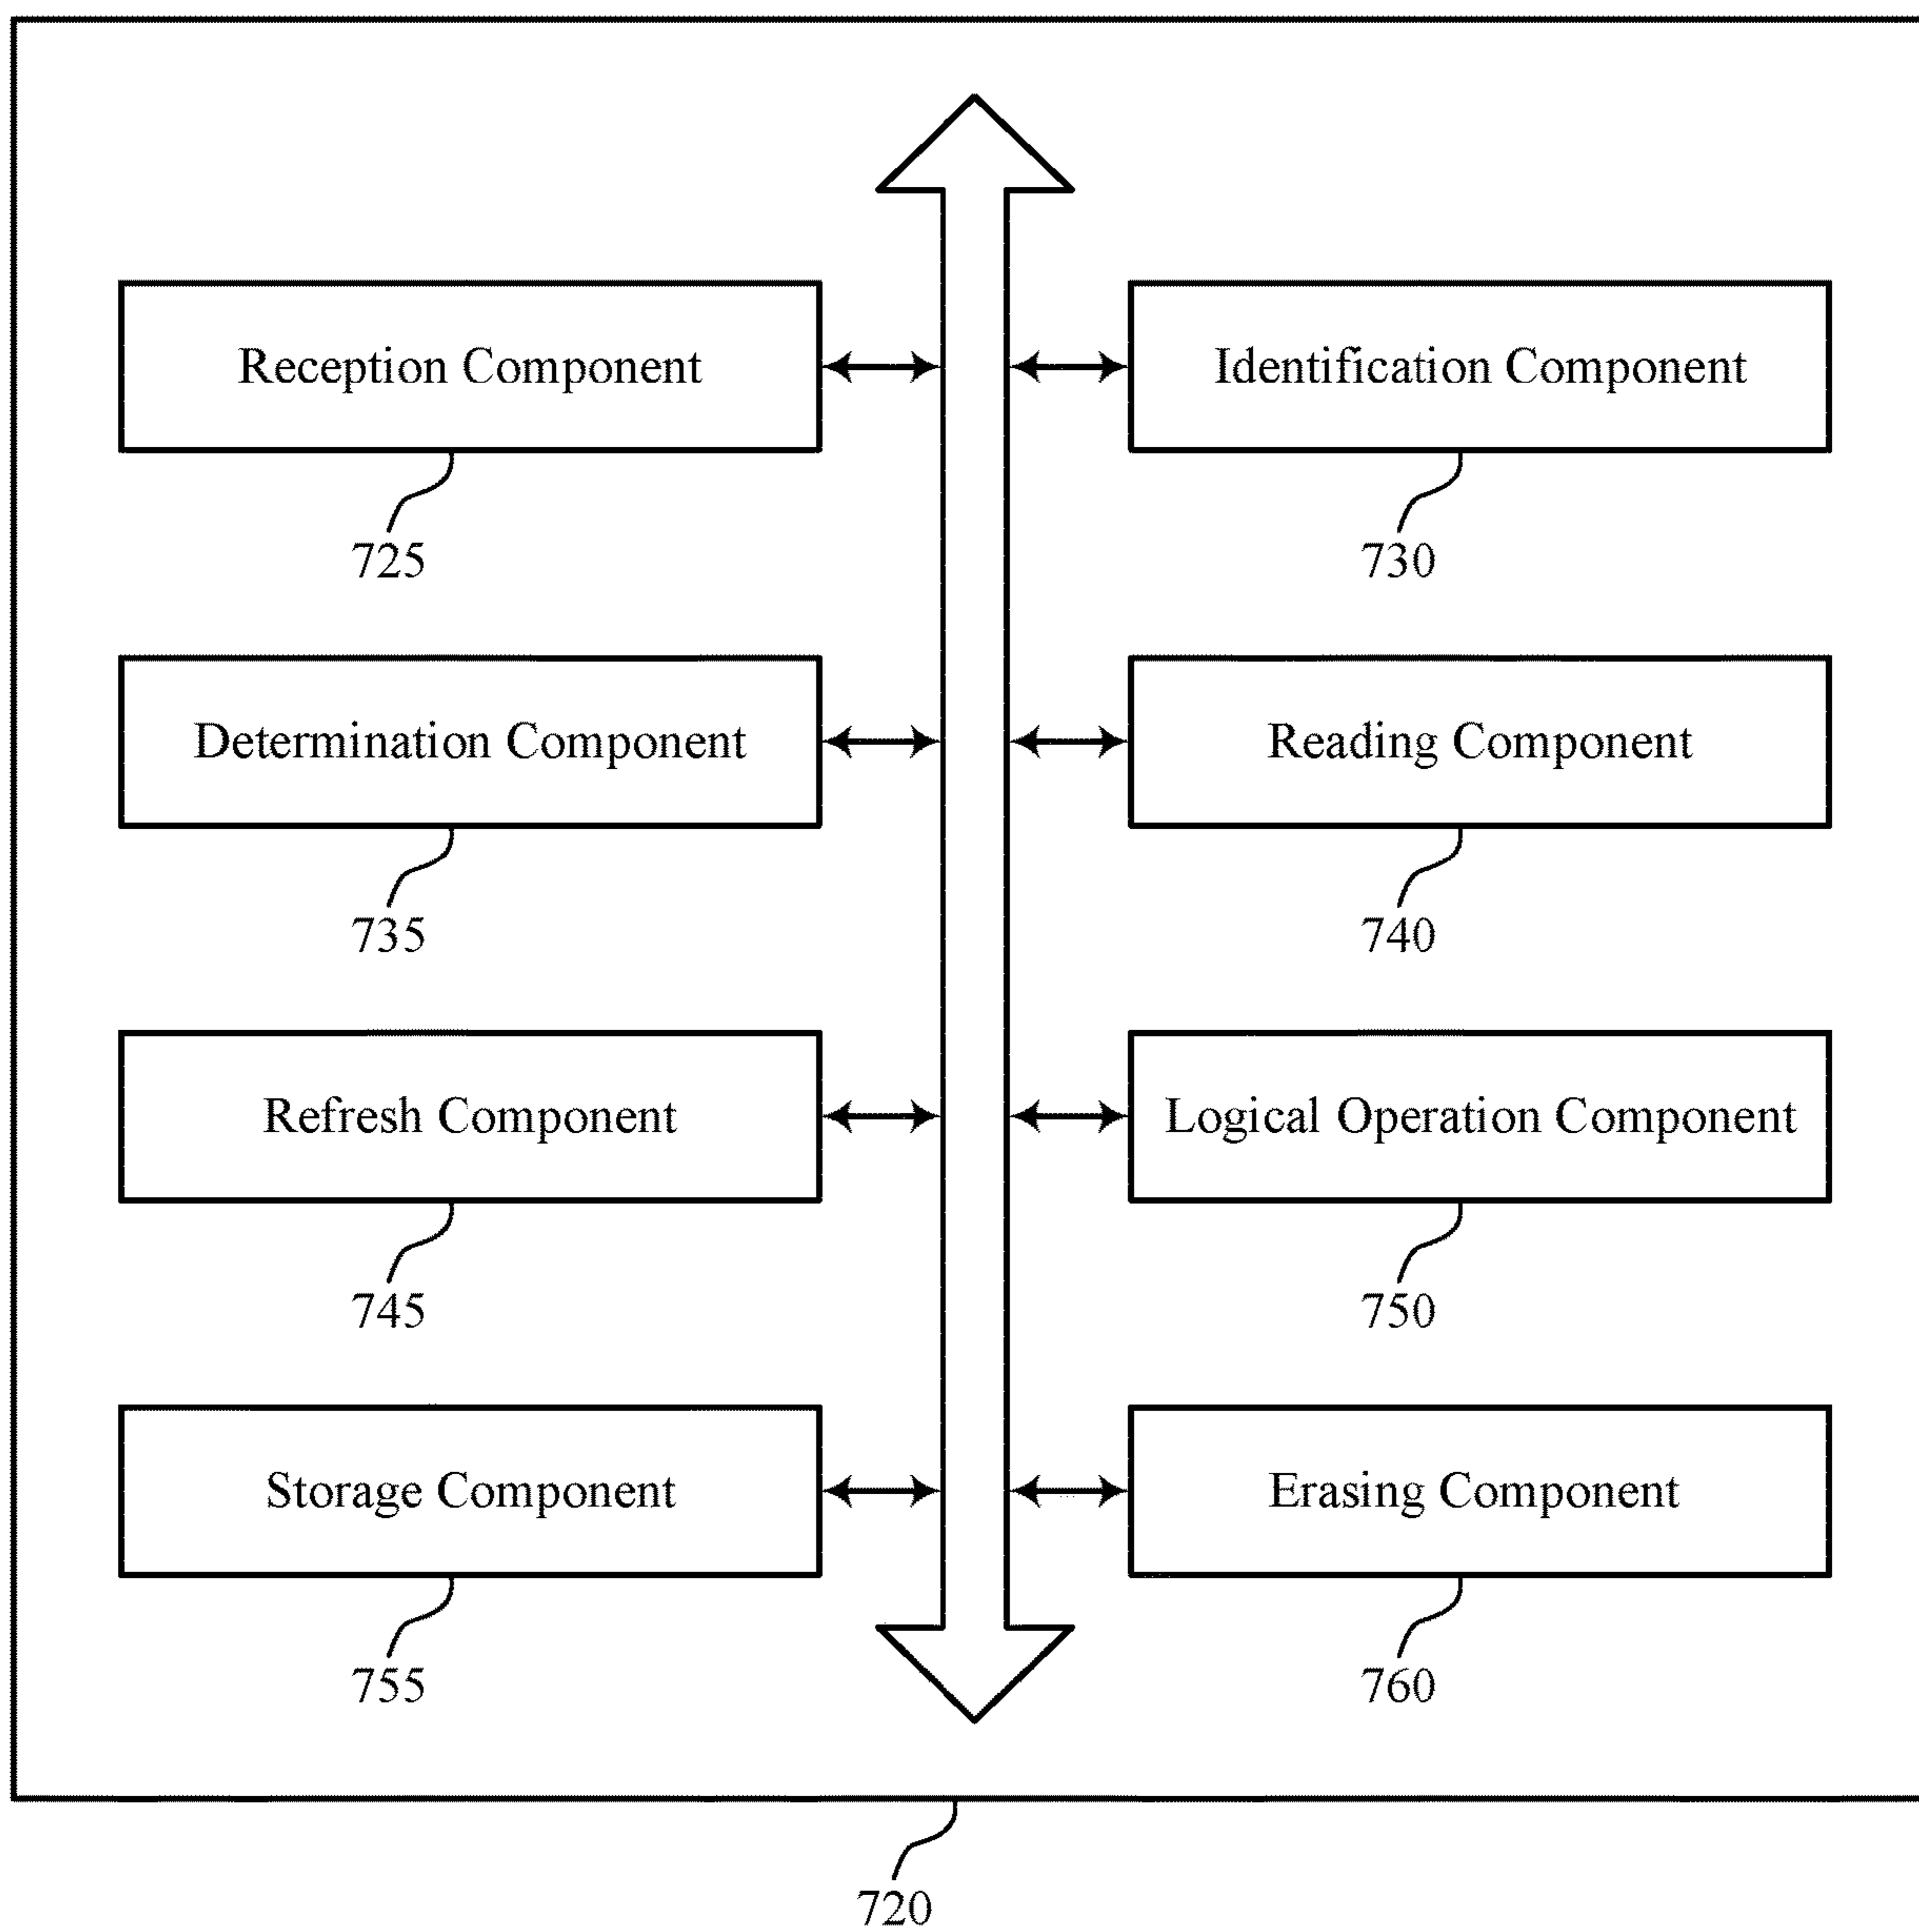 Reception Component
Identification Component
725
730
Determination Component
Reading Component
735
740
Refresh Component
Logical Operation Component
745
750
Storage Component
Erasing Component
755
760
720